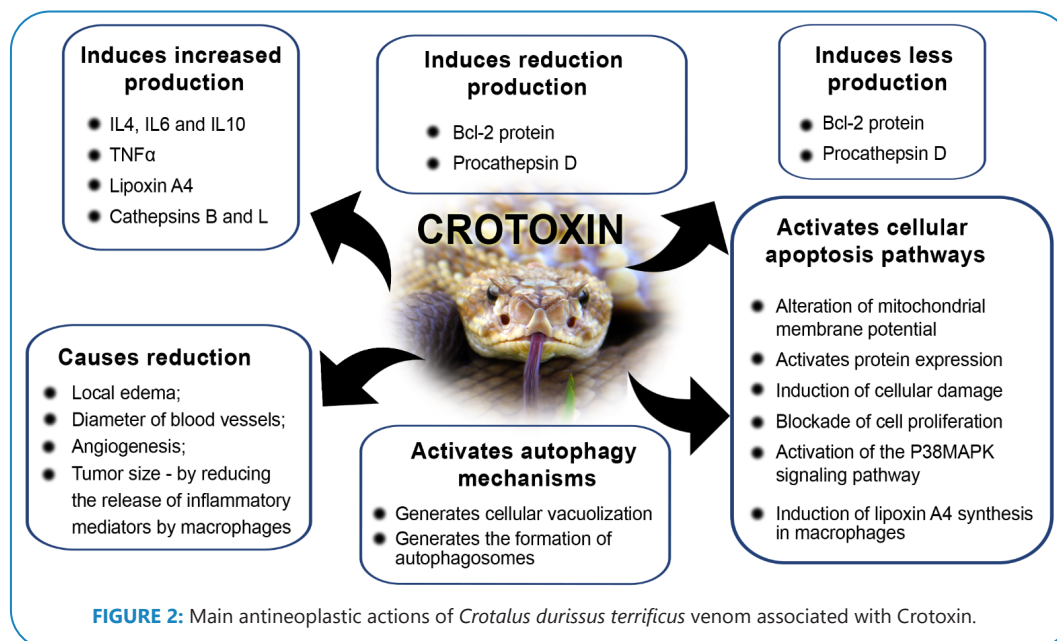 Induces increased
production
IL4, IL6 and IL10
TNFα
Lipoxin A4
Cathepsins B and L
Induces reduction
production
Bcl-2 protein
Procathepsin D
Induces less
production
Bcl-2 protein
Procathepsin D
CROTOXIN
Causes reduction
Local edema;
Diameter of blood vessels;
Angiogenesis;
Tumor size - by reducing
the release of inflammatory
mediators by macrophages
Activates autophagy
mechanisms
Generates cellular vacuolization
Generates the formation of
autophagosomes
Activates cellular
apoptosis pathways
Alteration of mitochondrial
membrane potential
Activates protein expression
Induction of cellular damage
Blockade of cell proliferation
Activation of the P38MAPK
signaling pathway
Induction of lipoxin A4 synthesis
in macrophages
FIGURE 2: Main antineoplastic actions of Crotalus durissus terrificus venom associated with Crotoxin.